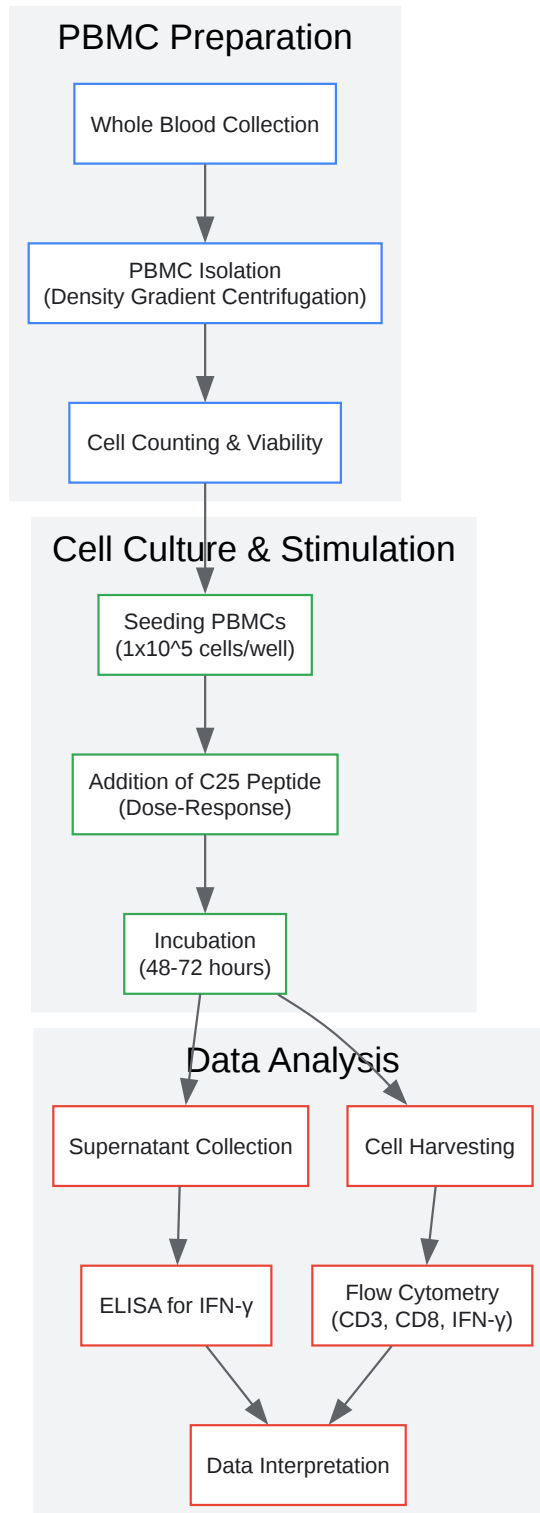 PBMC Preparation
Whole Blood Collection
PBMC Isolation
(Density Gradient Centrifugation)
Cell Counting & Viability
Cell Culture & Stimulation
Seeding PBMCs
(1x10^5 cells/well)
Addition of C25 Peptide
(Dose-Response)
Incubation
(48-72 hours)
Data Analysis
Supernatant Collection
Cell Harvesting
ELISA for IFN-γ
Flow Cytometry
(CD3, CD8, IFN-γ)
Data Interpretation